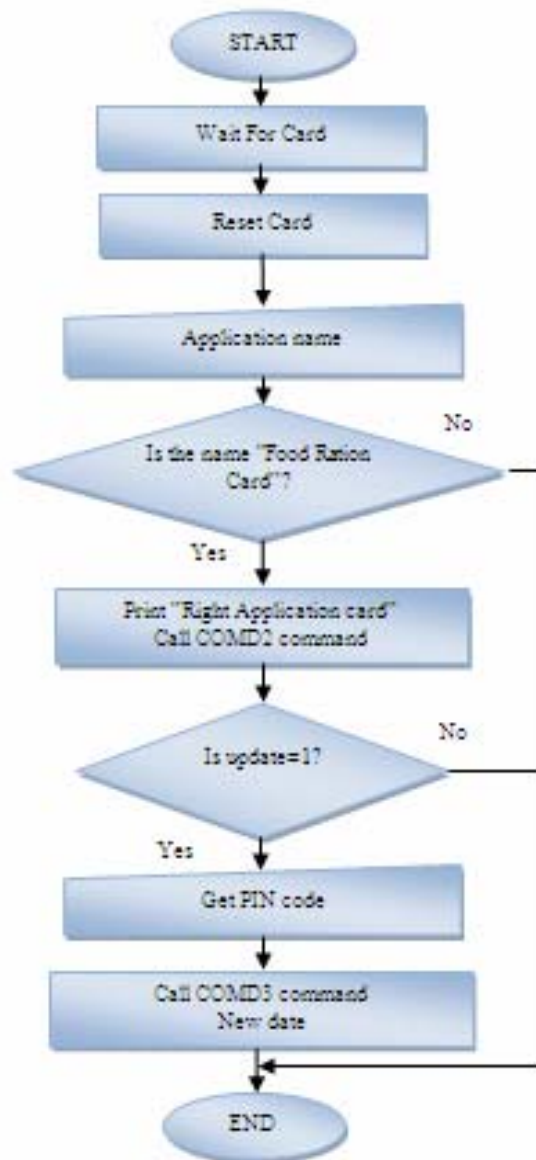 START
Wait For Card
Reset Card
Application name
Is the name "Food Ration
Card"?
No
Yes
Print "Right Application card"
Call COMD2 command
Is update=1?
No
Yes
Get PIN code
Call COMD3 command
New date
END